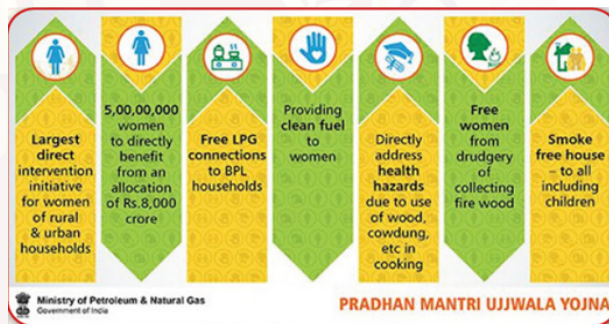 Largest
direct
intervention
initiative
for women
of rural
& urban
households
5,00,00,000
women
to directly
benefit
from an
allocation
of Rs.8,000
crore
Free LPG
connections
to BPL
households
Providing
clean fuel
to
women
Directly
address
health
hazards
due to use
of wood,
cowdung,
etc in
cooking
Free
women
from
drudgery
of
collecting
fire wood
Smoke
free house
– to all
including
children
Ministry of Petroleum & Natural Gas
Government of India
PRADHAN MANTRI UJJWALA YOJNA